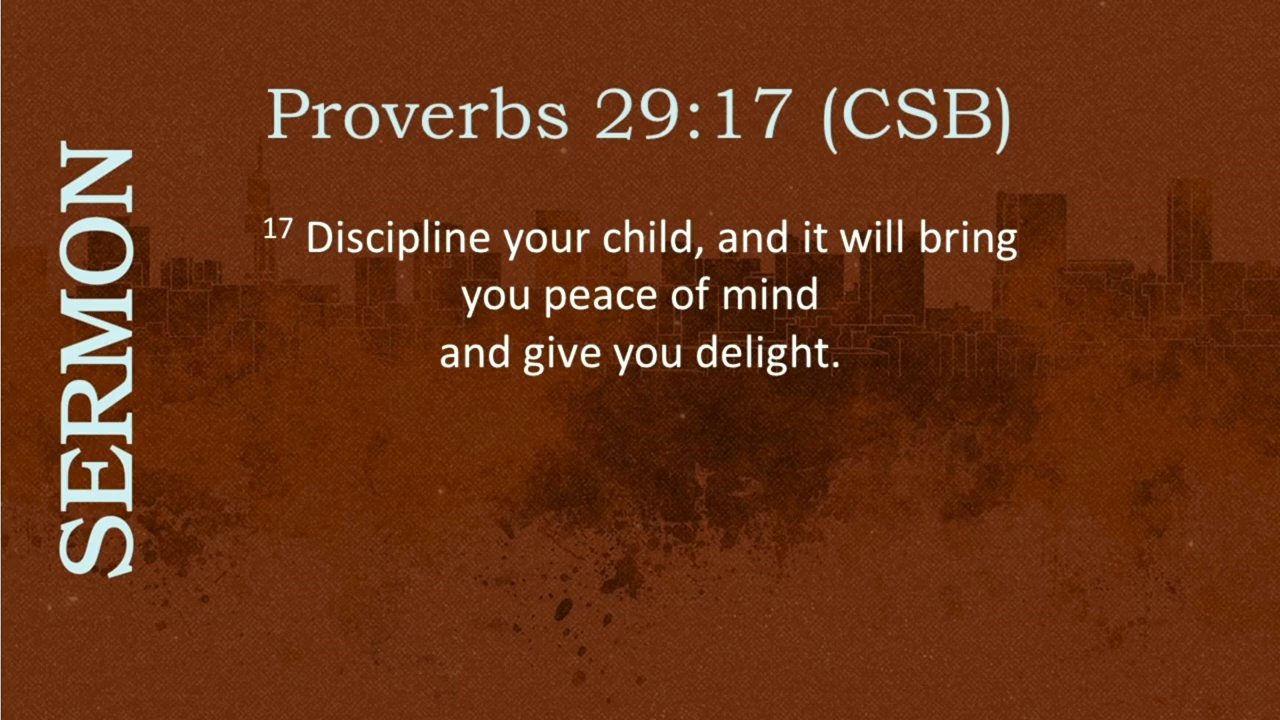 SERMON
Proverbs 29:17 (CSB)
17 Discipline your child, and it will bring
you peace of mind
and give you delight.